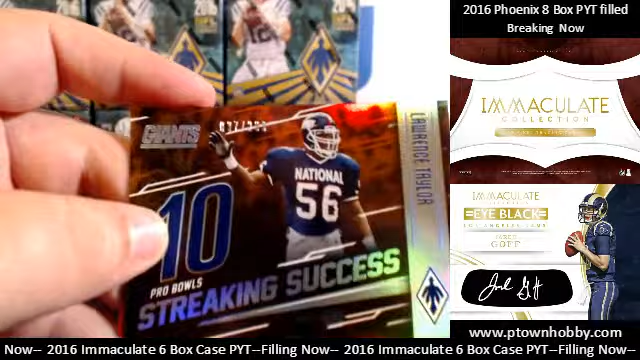 2016 Phoenix 8 Box PYT filled
Breaking Now
IMMACULATE
COLLECTION
IMMACULATE
EYE BLACK
LOS ANGELES RAMS
JARED
GOFF
www.ptownhobby.com
GIANTS
NATIONAL
56
LAWRENCE TAYLOR
10
PRO BOWLS
STREAKING SUCCESS
Now-- 2016 Immaculate 6 Box Case PYT--Filling Now-- 2016 Immaculate 6 Box Case PYT--Filling Now--